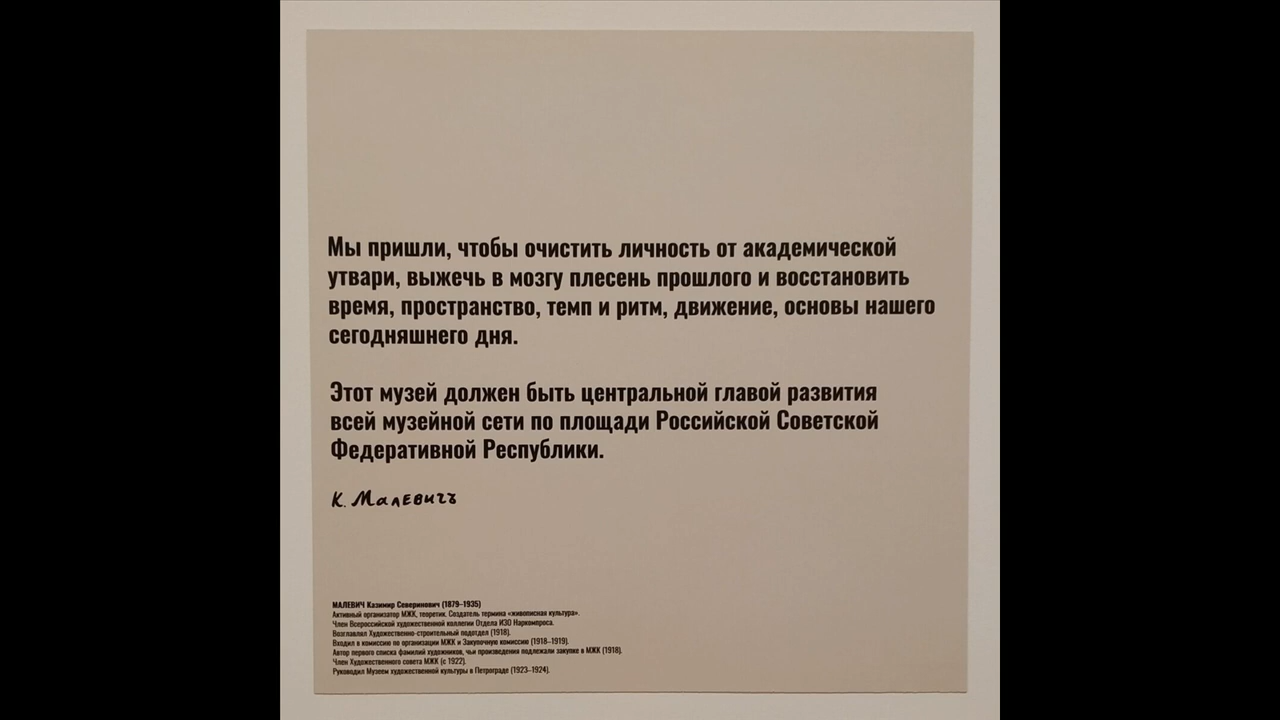 Мы пришли, чтобы очистить личность от академической
утвари, выжечь в мозгу плесень прошлого и восстановить
время, пространство, темп и ритм, движение, основы нашего
сегодняшнего дня.
Этот музей должен быть центральной главой развития
всей музейной сети по площади Российской Советской
Федеративной Республики.
К. Малевичъ
МАЛЕВИЧ Казимир Северинович (1879–1935)
Активный организатор МЖК, теоретик. Создатель термина «живописная культура».
Член Всероссийской художественной коллегии Отдела ИЗО Наркомпроса.
Возглавлял Художественно-строительный подотдел (1918).
Входил в комиссию по организации МЖК и Закупочную комиссию (1918–1919).
Автор первого списка фамилий художников, чьи произведения подлежали закупке в МЖК (1918).
Член Художественного совета МЖК (с 1922).
Руководил Музеем художественной культуры в Петрограде (1923–1924).